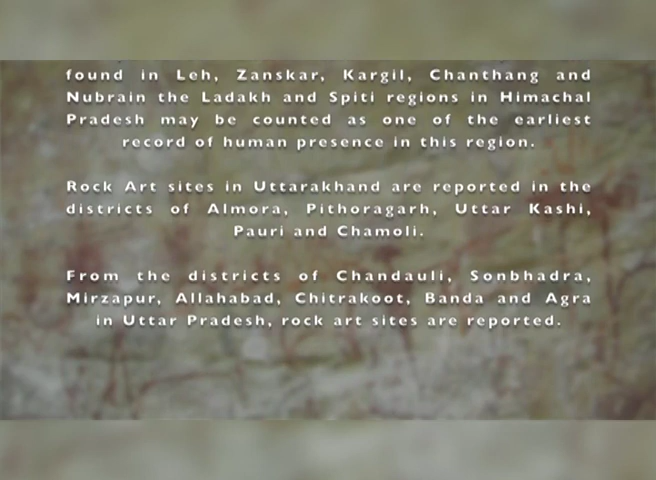 found in Leh, Zanskar, Kargil, Chanthang and
Nubrain the Ladakh and Spiti regions in Himachal
Pradesh may be counted as one of the earliest
record of human presence in this region.
Rock Art sites in Uttarakhand are reported in the
districts of Almora, Pithoragarh, Uttar Kashi,
Pauri and Chamoli.
From the districts of Chandauli, Sonbhadra,
Mirzapur, Allahabad, Chitrakoot, Banda and Agra
in Uttar Pradesh, rock art sites are reported.